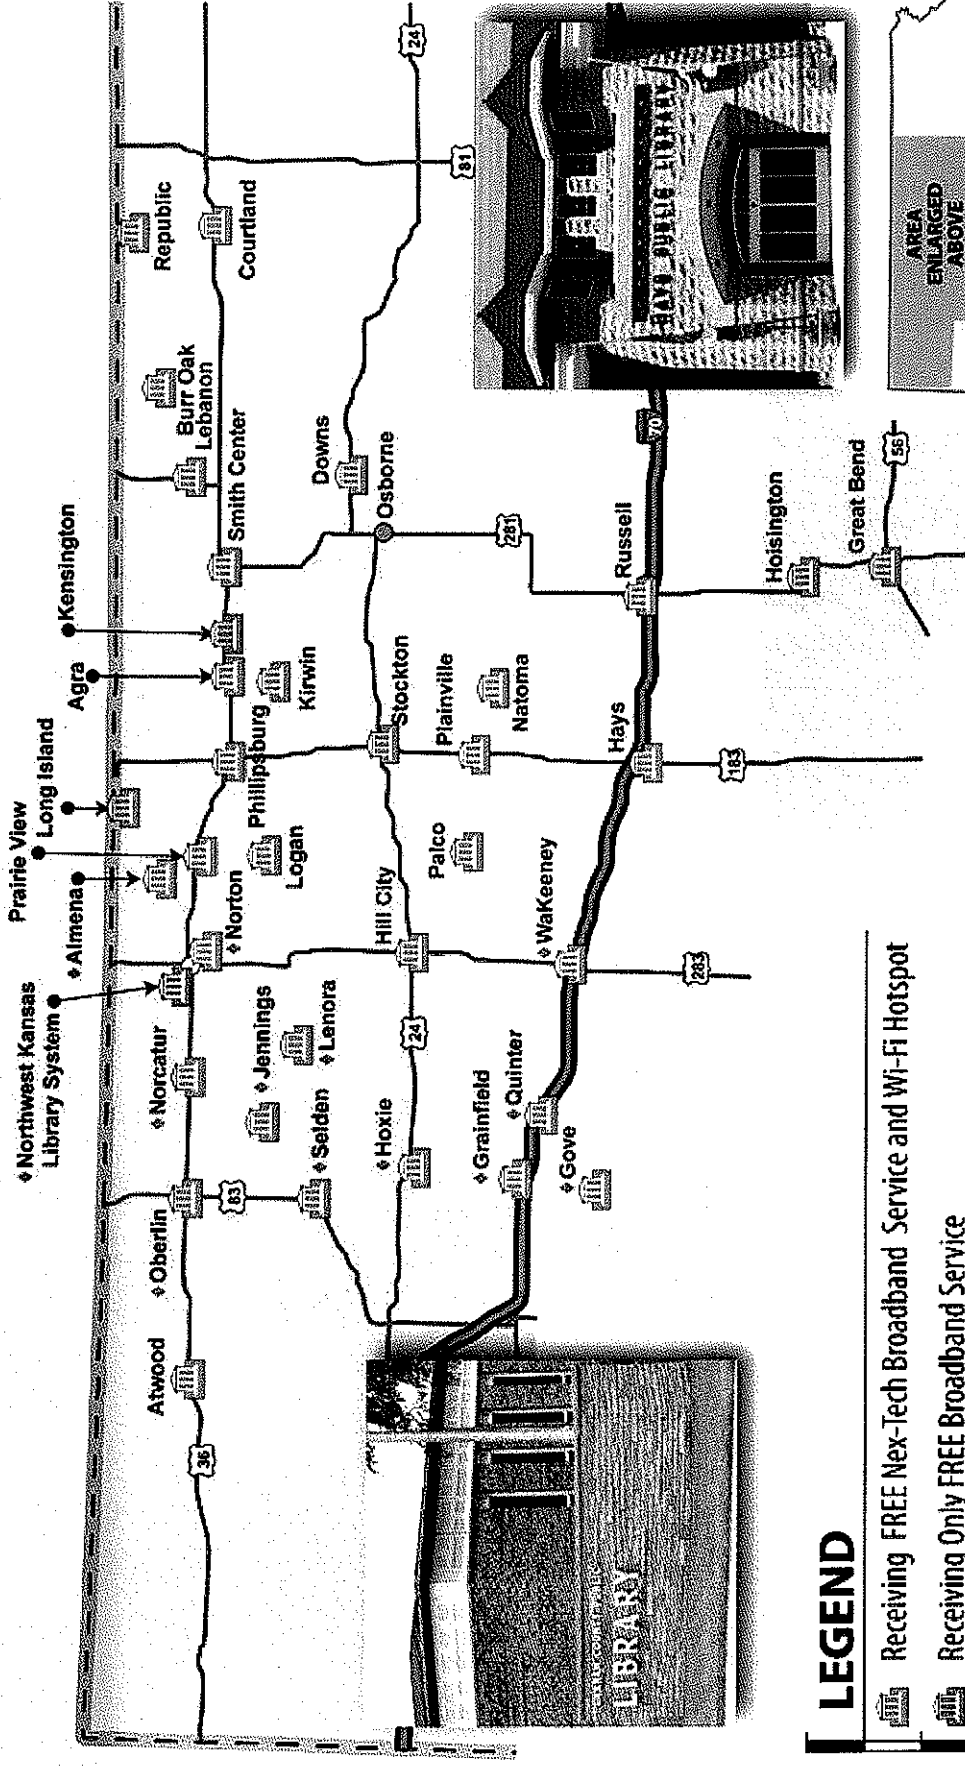 Northwest Kansas
Library System
Prairie View
Almena
Long Island
Agra
Kensington
Atwood
Oberlin
Norcatur
Norton
Phillipsburg
Smith Center
Burr Oak
Lebanon
Republic
Courtland
36
83
Jennings
Selden
Lenora
Logan
Kirwin
Downs
Osborne
81
24
Hoxie
24
Hill City
Stockton
Palco
Plainville
Natoma
281
Grainfield
Quinter
Gove
WaKeeney
Hays
Russell
70
283
183
Hoisington
Great Bend
56
LIBRARY
HAYS PUBLIC LIBRARY
AREA
ENLARGED
ABOVE
LEGEND
Receiving FREE Nex-Tech Broadband Service and Wi-Fi Hotspot
Receiving Only FREE Broadband Service